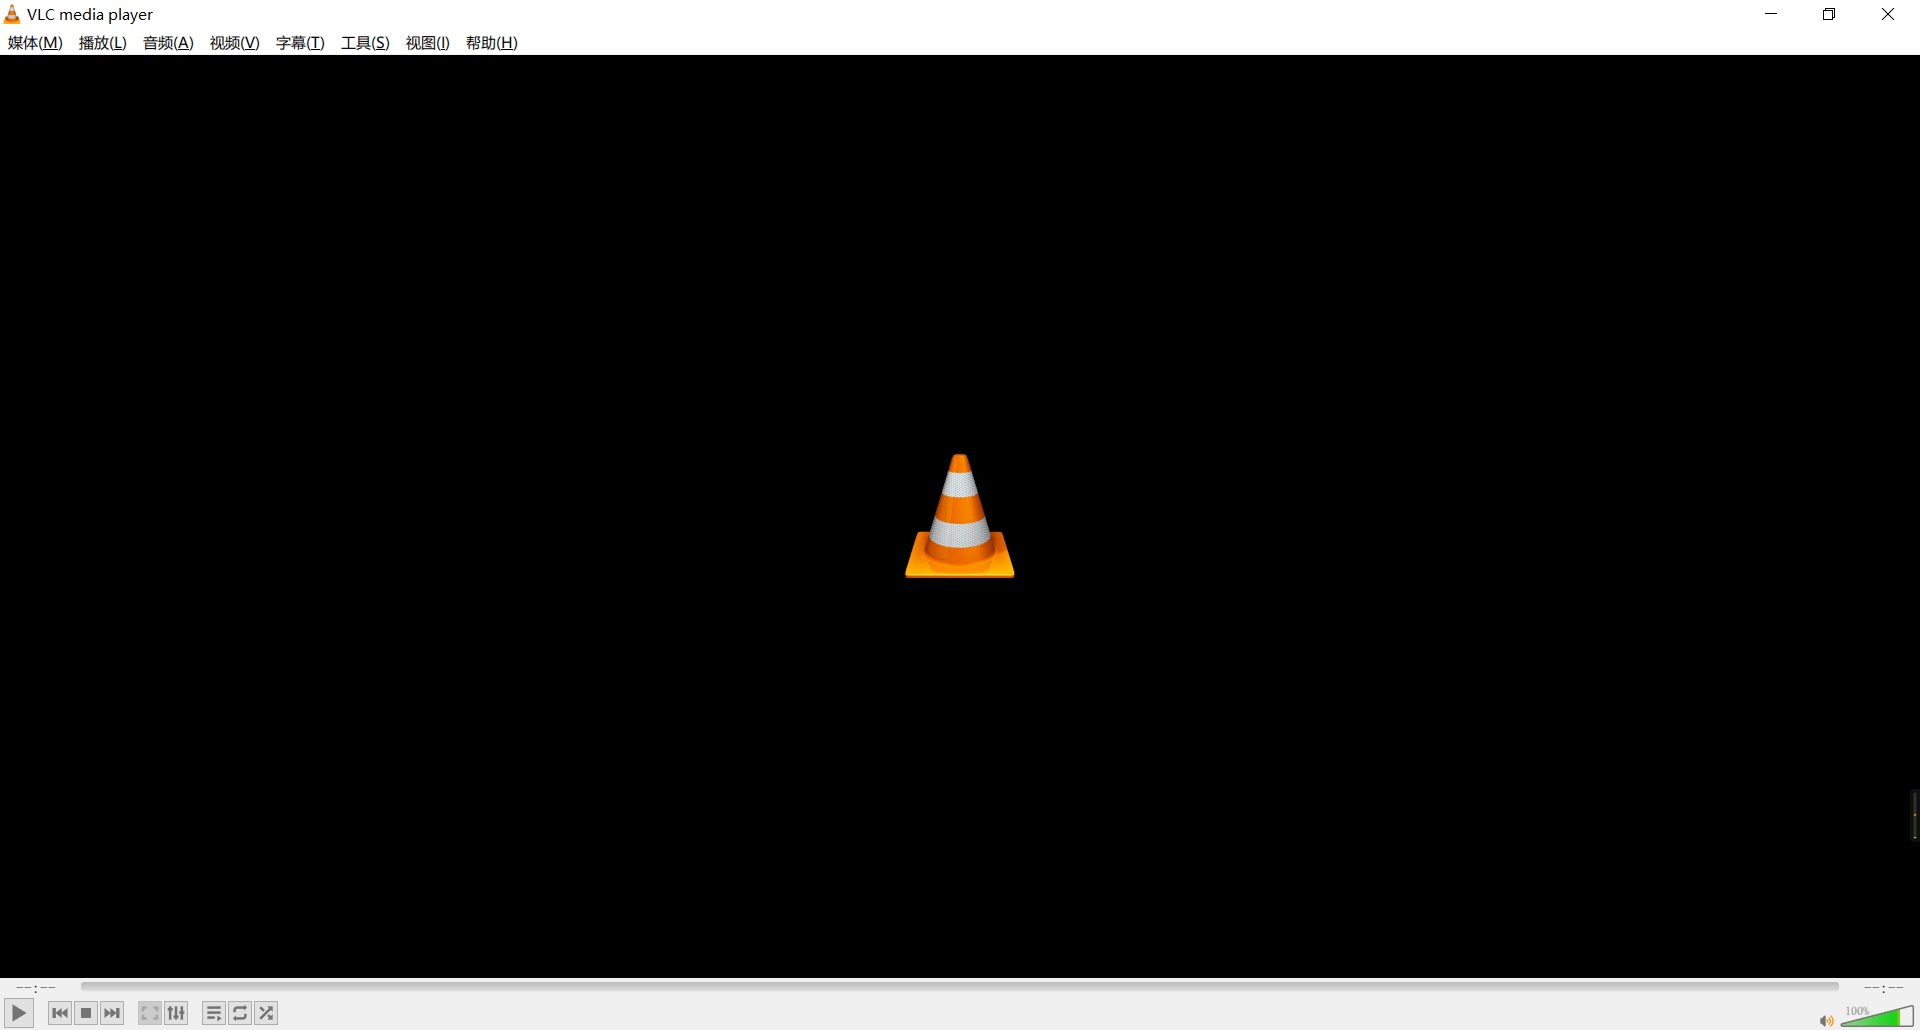 VLC media player
媒体(M) 播放(L) 音频(A) 视频(V) 字幕(T) 工具(S) 视图(I) 帮助(H)
--:-- --:--
100%